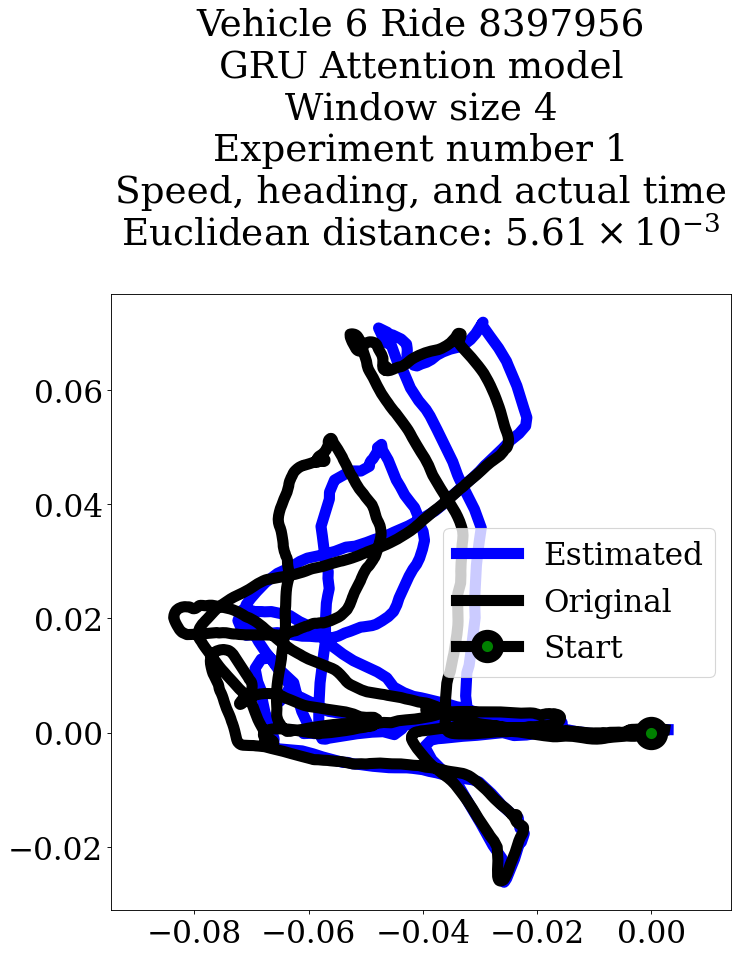 Vehicle 6 Ride 8397956
GRU Attention model
Window size 4
Experiment number 1
Speed, heading, and actual time
Euclidean distance: 5.61 × 10⁻³
0.06
0.04
0.02
0.00
−0.02
Estimated
Original
Start
−0.08 −0.06 −0.04 −0.02 0.00